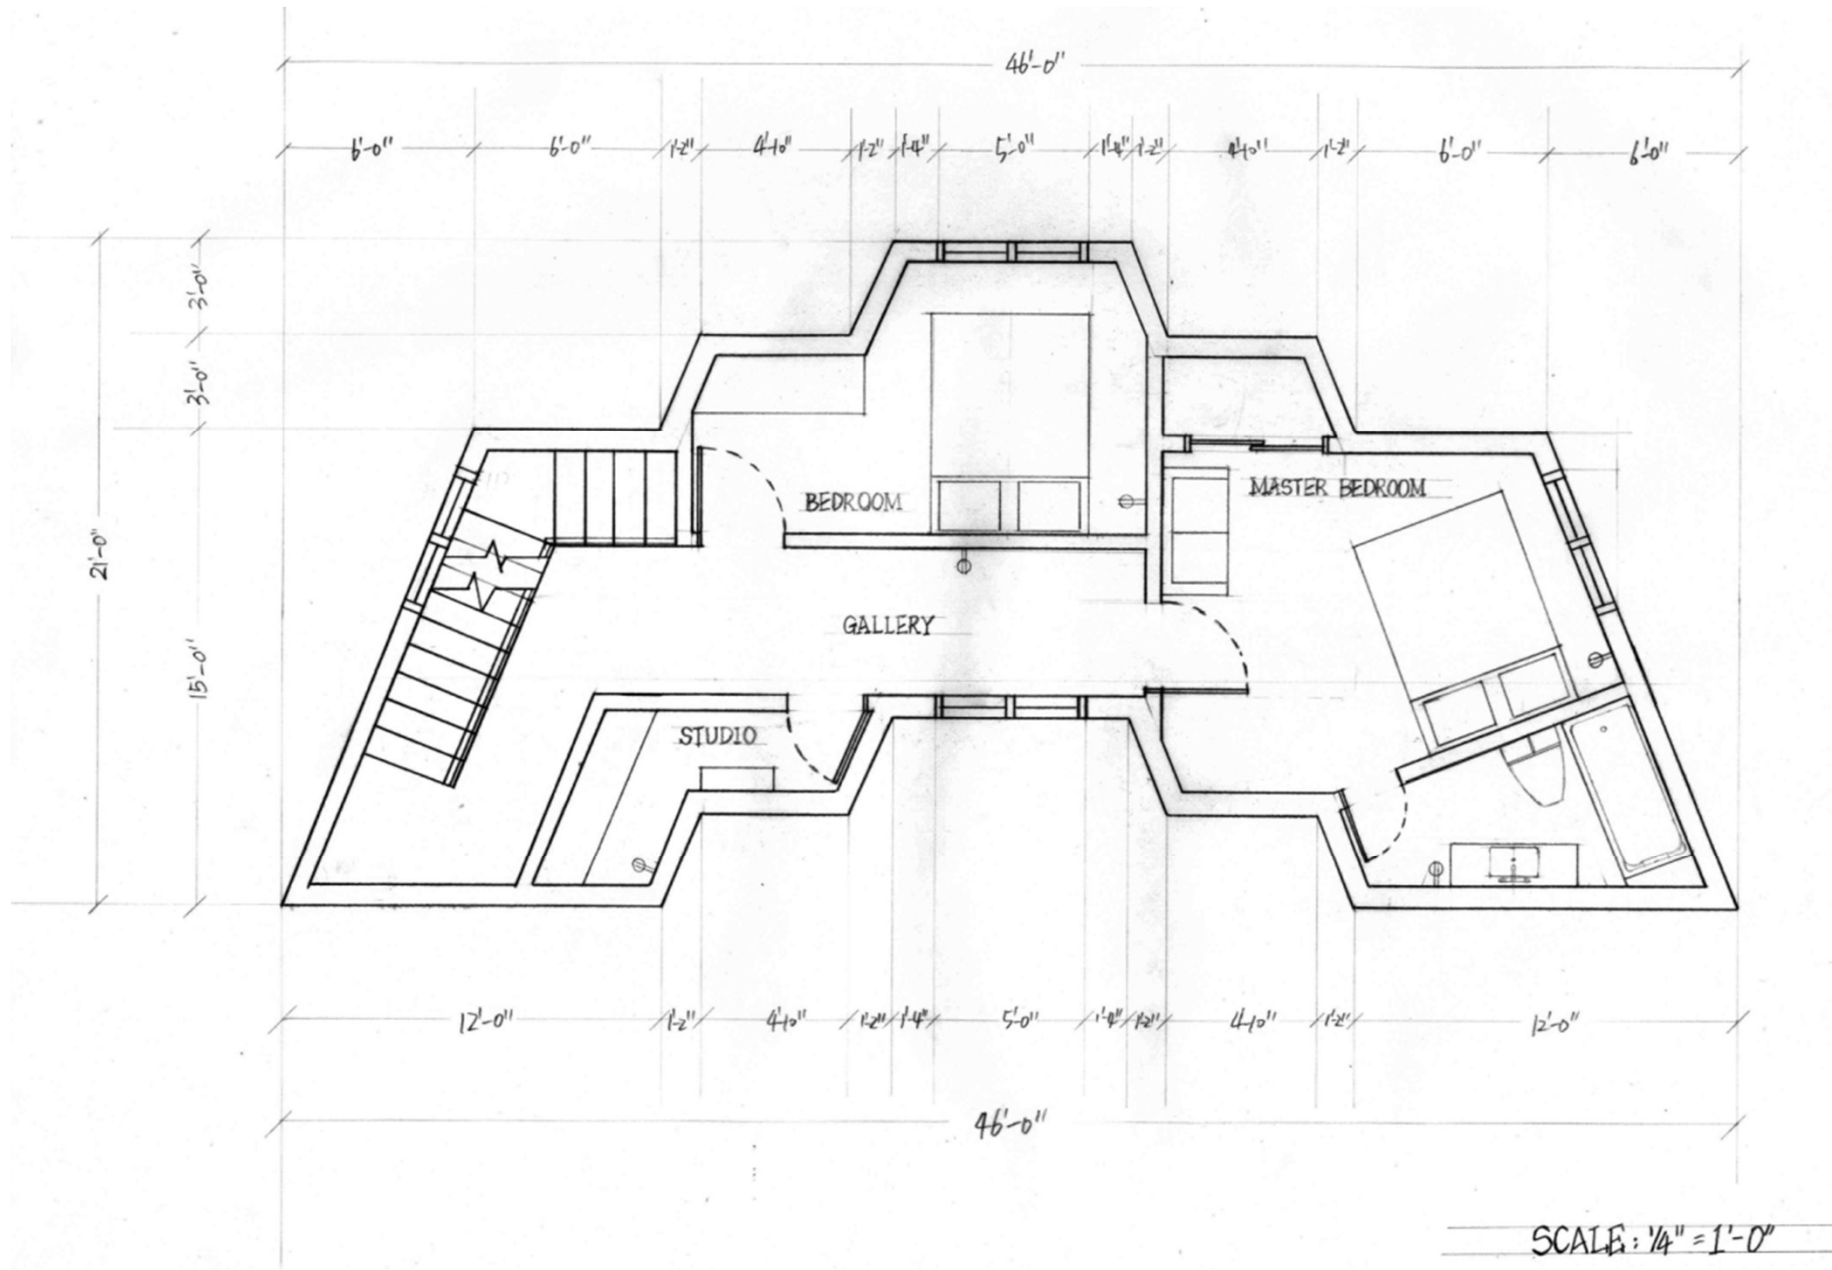 46'-0"
6'-0" 6'-0" 1'-2" 4'-10" 1'-2" 1'-4" 5'-0" 1'-4" 1'-2" 4'-10" 1'-2" 6'-0" 6'-0"
3'-0"
3'-0"
21'-0"
15'-0"
BEDROOM
MASTER BEDROOM
GALLERY
STUDIO
12'-0" 1'-2" 4'-10" 1'-2" 1'-4" 5'-0" 1'-4" 1'-2" 4'-10" 1'-2" 12'-0"
46'-0"
SCALE: 1/4" = 1'-0"